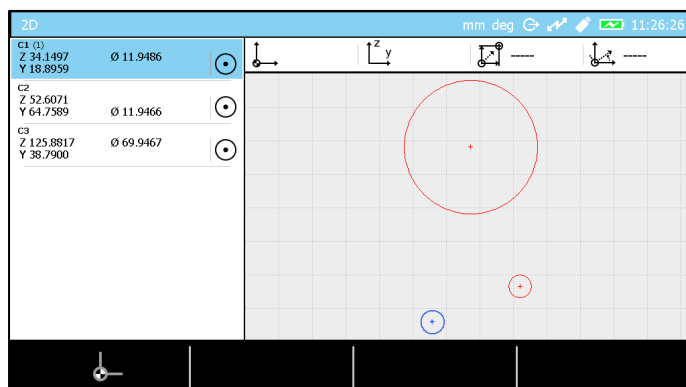 2D
mm deg 11:26:26
C1 (1)
Z 34.1497 Ø 11.9486
Y 18.8959
C2
Z 52.6071
Y 64.7589 Ø 11.9466
C3
Z 125.8817 Ø 69.9467
Y 38.7900
z
y
-----
-----